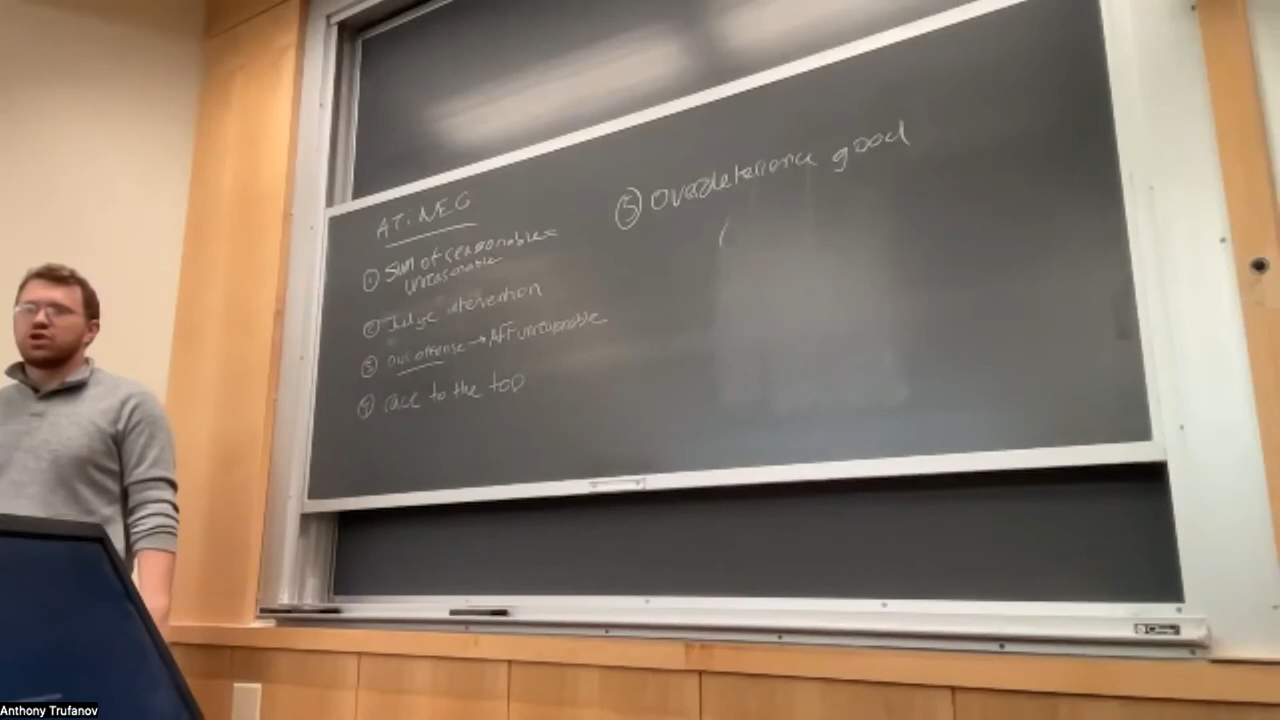 AT: NEG
① Sum of reasonable =
unreasonable
② Judge intervention
③ our offense → AFF unreasonable
④ race to the top
⑤ overdeterrence good
(
Anthony Trufanov